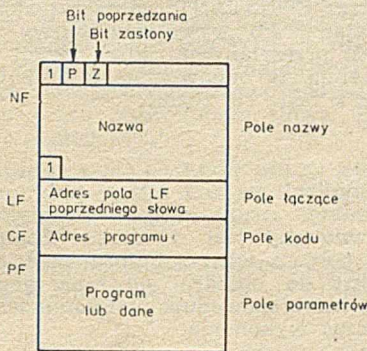 Bit poprzedzania
Bit zasłony
1 P Z
NF
Nazwa
Pole nazwy
1
LF
Adres pola LF
poprzedniego słowa
Pole łączące
CF
Adres programu
Pole kodu
PF
Program
lub dane
Pole parametrów